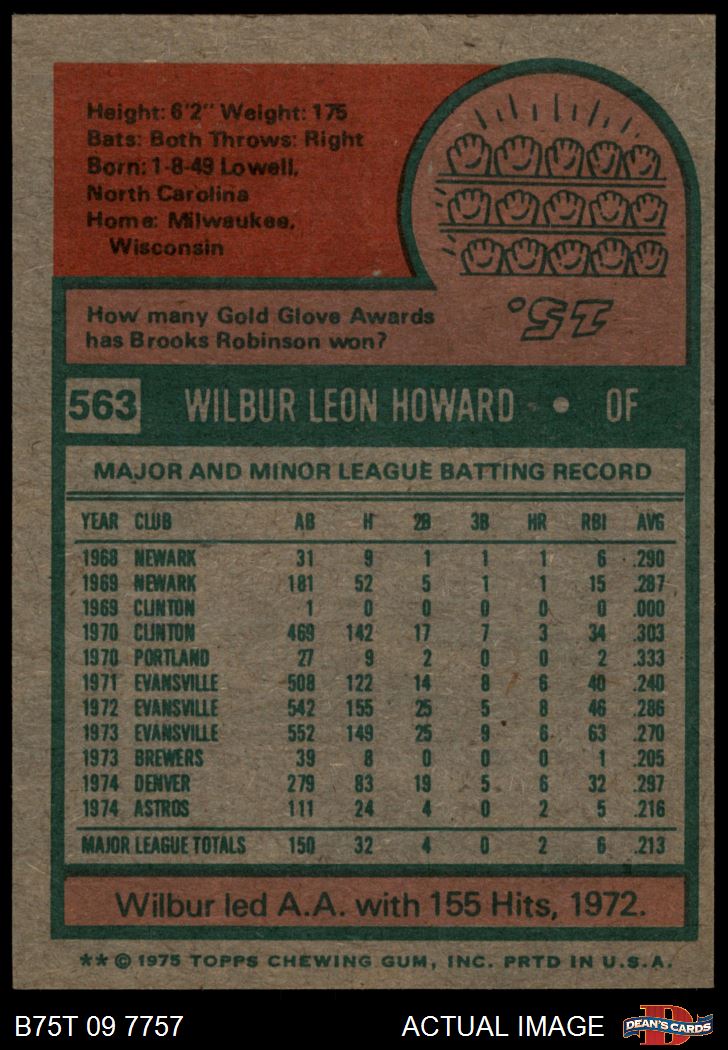 Height: 6'2" Weight: 175
Bats: Both Throws: Right
Born: 1-8-49 Lowell,
North Carolina
Home: Milwaukee,
Wisconsin
How many Gold Glove Awards
has Brooks Robinson won?
15.
563 WILBUR LEON HOWARD • OF
MAJOR AND MINOR LEAGUE BATTING RECORD
YEAR CLUB AB H 2B 3B HR RBI AVG
1968 NEWARK 31 9 1 1 1 6 .290
1969 NEWARK 181 52 5 1 1 15 .287
1969 CLINTON 1 0 0 0 0 0 .000
1970 CLINTON 469 142 17 7 3 34 .303
1970 PORTLAND 27 9 2 0 0 2 .333
1971 EVANSVILLE 508 122 14 8 6 40 .240
1972 EVANSVILLE 542 155 25 5 8 46 .286
1973 EVANSVILLE 552 149 25 9 6 63 .270
1973 BREWERS 39 8 0 0 0 1 .205
1974 DENVER 279 83 19 5 6 32 .297
1974 ASTROS 111 24 4 0 2 5 .216
MAJOR LEAGUE TOTALS 150 32 4 0 2 6 .213
Wilbur led A.A. with 155 Hits, 1972.
** © 1975 TOPPS CHEWING GUM, INC. PRTD IN U.S.A.
B75T 09 7757 ACTUAL IMAGE D DEAN'S CARDS